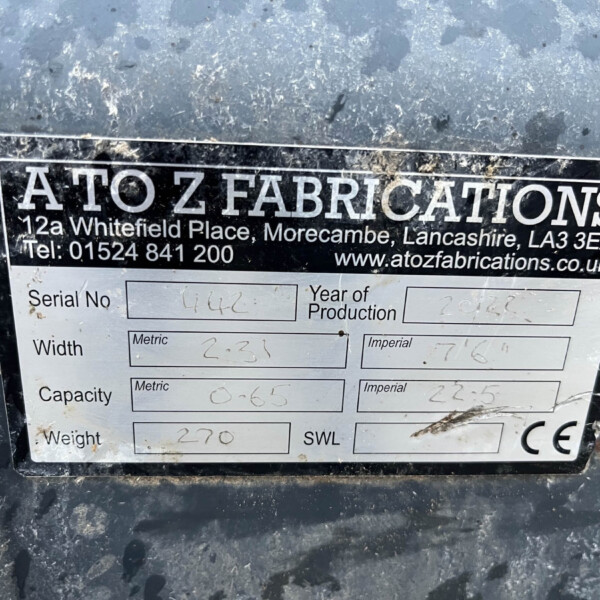 A TO Z FABRICATIONS
12a Whitefield Place, Morecambe, Lancashire, LA3 3E
Tel: 01524 841 200 www.atozfabrications.co.u
Serial No 442 Year of Production 2022
Width Metric 2.31 Imperial 7'6"
Capacity Metric 0.65 Imperial 22.5
Weight 270 SWL CE